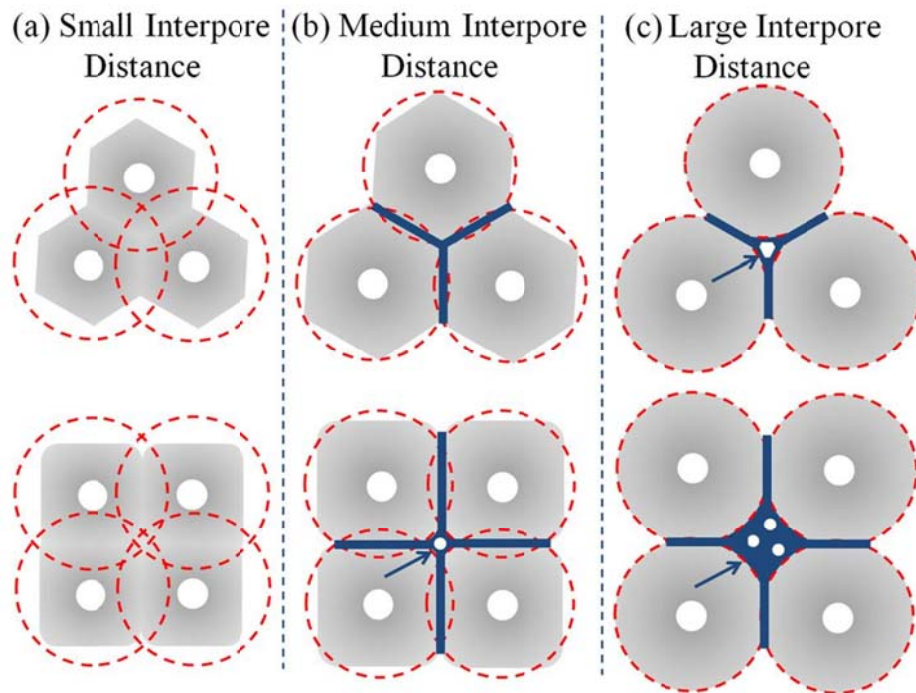 (a) Small Interpore
Distance
(b) Medium Interpore
Distance
(c) Large Interpore
Distance